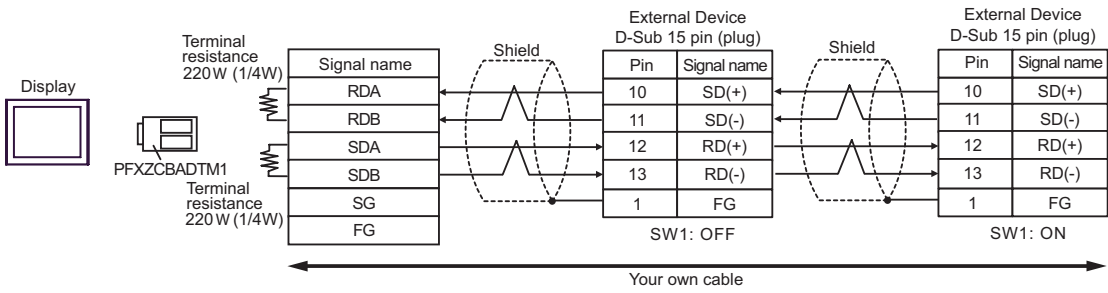 External Device
D-Sub 15 pin (plug)
External Device
D-Sub 15 pin (plug)
Terminal
resistance
220W (1/4W)
Shield
Shield
Display
PFXZCBADTM1
Terminal
resistance
220W (1/4W)
Signal name
RDA
RDB
SDA
SDB
SG
FG
Pin Signal name
10 SD(+)
11 SD(-)
12 RD(+)
13 RD(-)
1 FG
SW1: OFF
Pin Signal name
10 SD(+)
11 SD(-)
12 RD(+)
13 RD(-)
1 FG
SW1: ON
Your own cable